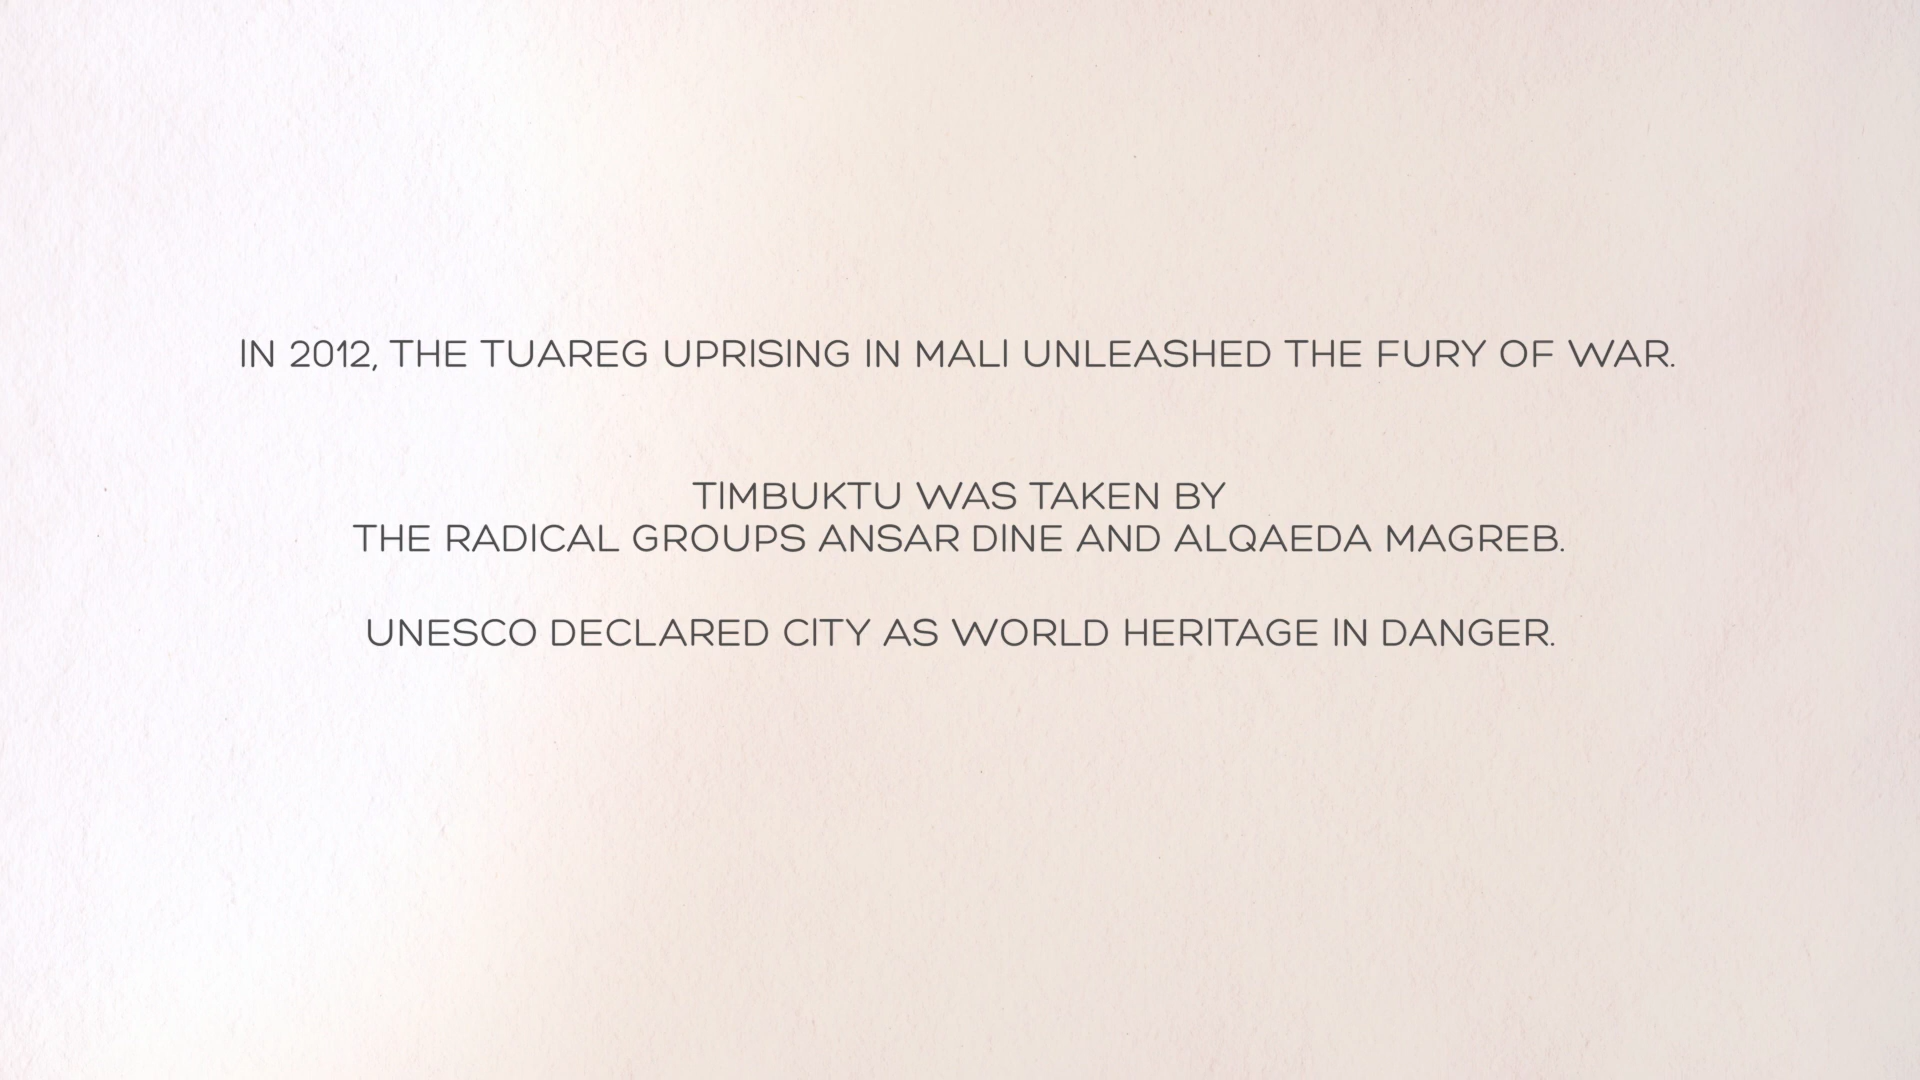 IN 2012, THE TUAREG UPRISING IN MALI UNLEASHED THE FURY OF WAR.
TIMBUKTU WAS TAKEN BY
THE RADICAL GROUPS ANSAR DINE AND ALQAEDA MAGREB.
UNESCO DECLARED CITY AS WORLD HERITAGE IN DANGER.